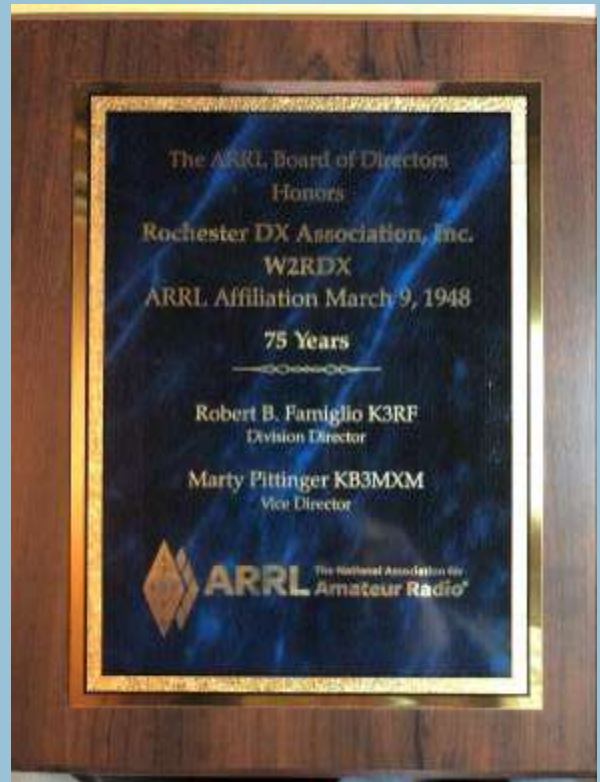 The ARRL Board of Directors
Honors
Rochester DX Association, Inc.
W2RDX
ARRL Affiliation March 9, 1948
75 Years
Robert B. Famiglio K3RF
Division Director
Marty Pittinger KB3MXM
Vice Director
ARRL The National Association for
Amateur Radio®